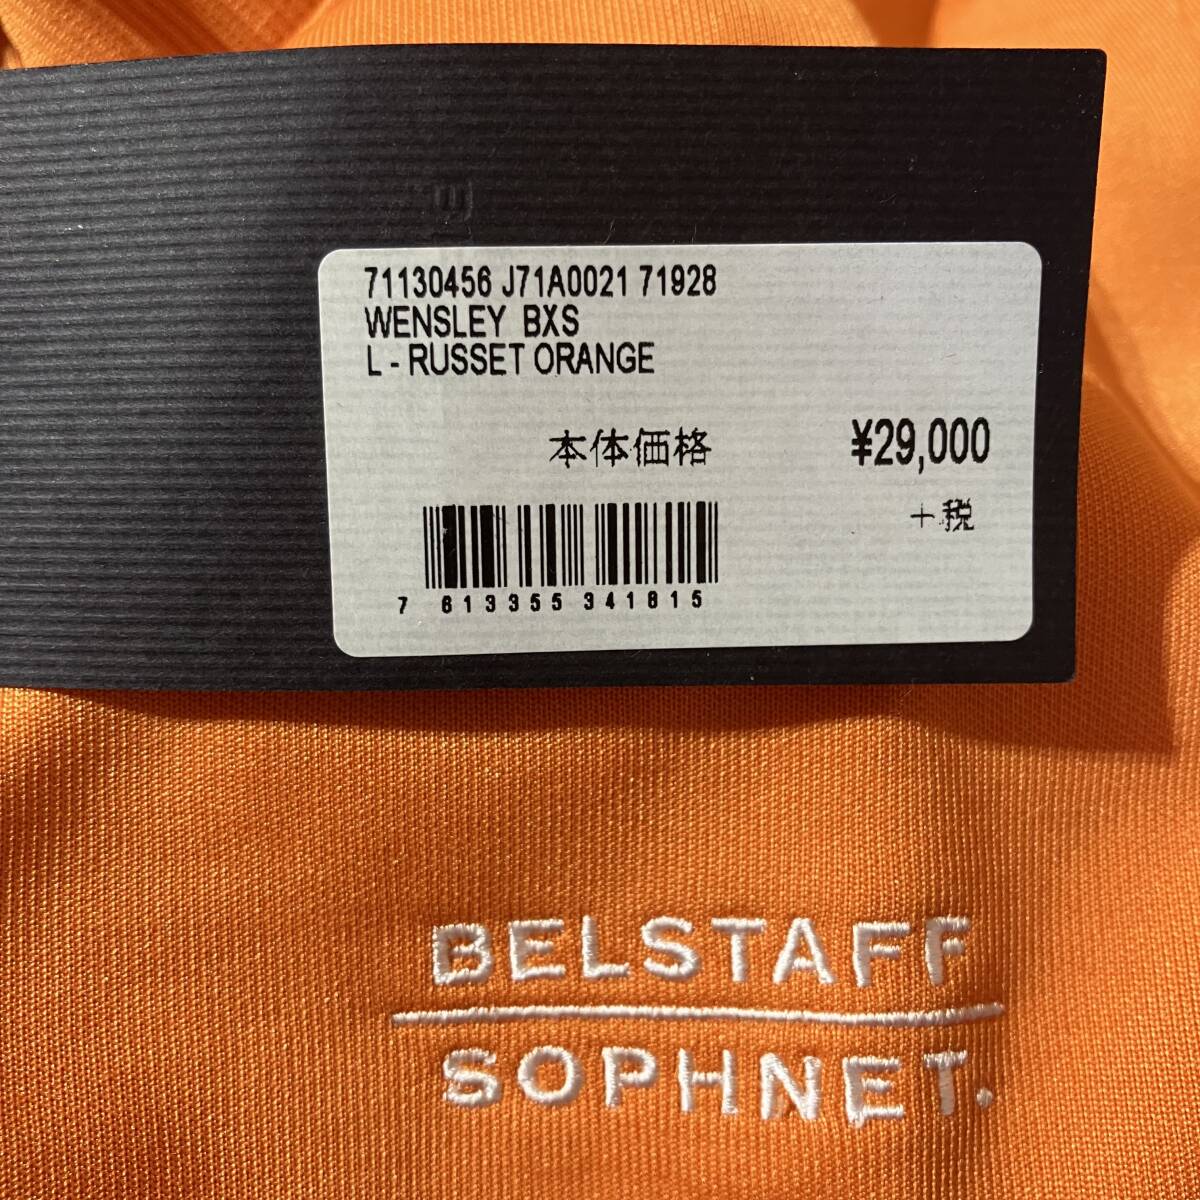 71130456 J71A0021 71928
WENSLEY BXS
L - RUSSET ORANGE
本体価格 ¥29,000
+税
7 613355 341815
BELSTAFF
SOPHNET.